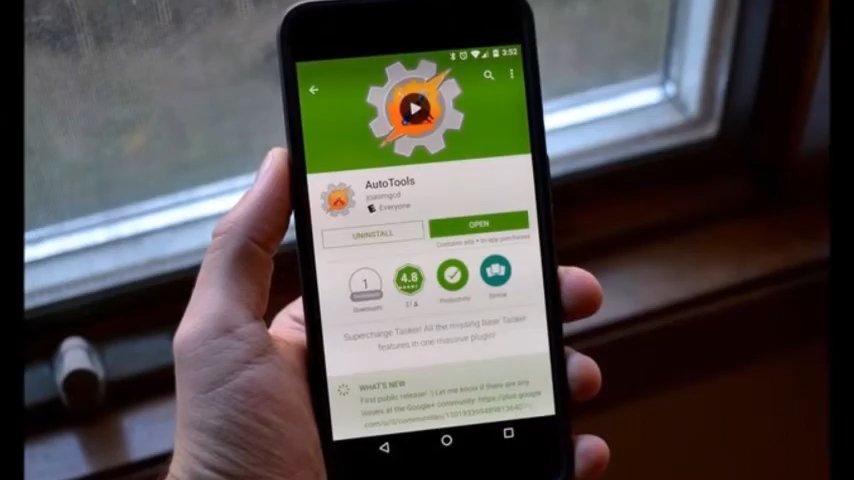 3:52
AutoTools
joaomgcd
Everyone
UNINSTALL
OPEN
Contains ads • In-app purchases
1
Downloads
4.8
Productivity
Similar
Supercharge Tasker! All the missing base Tasker
features in one massive plugin!
WHAT'S NEW
First public release! :) Let me know if there are any
issues at the Google+ community: https://plus.google